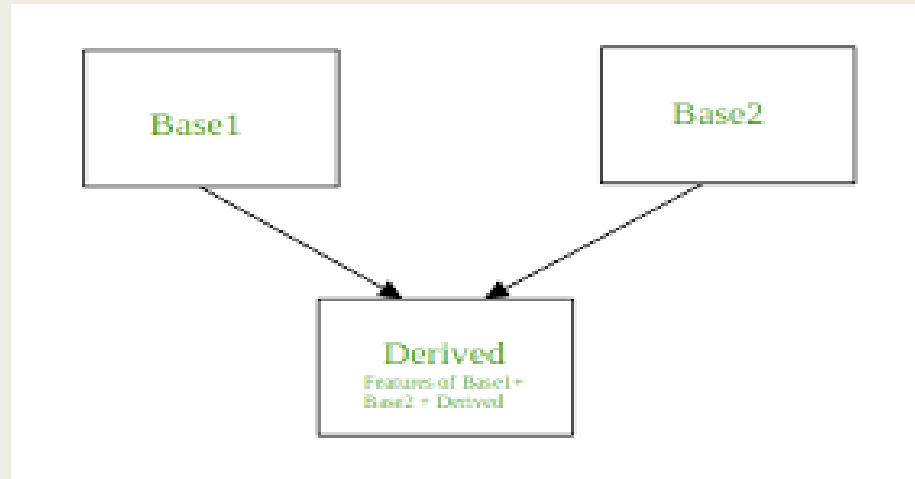 Base1
Base2
Derived
Features of Base1+
Base2 + Derived